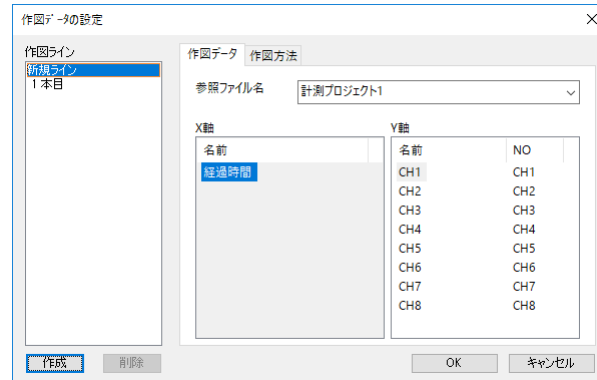 作図データの設定
作図ライン
新規ライン
1 本目
作図データ 作図方法
参照ファイル名 計測プロジェクト1
X軸
名前
経過時間
Y軸
名前 NO
CH1 CH1
CH2 CH2
CH3 CH3
CH4 CH4
CH5 CH5
CH6 CH6
CH7 CH7
CH8 CH8
作成 削除 OK キャンセル